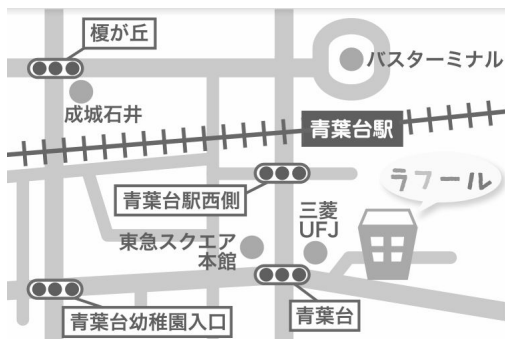 榎が丘
バスターミナル
成城石井
青葉台駅
ラフール
青葉台駅西側
三菱
UFJ
東急スクエア
本館
青葉台幼稚園入口
青葉台